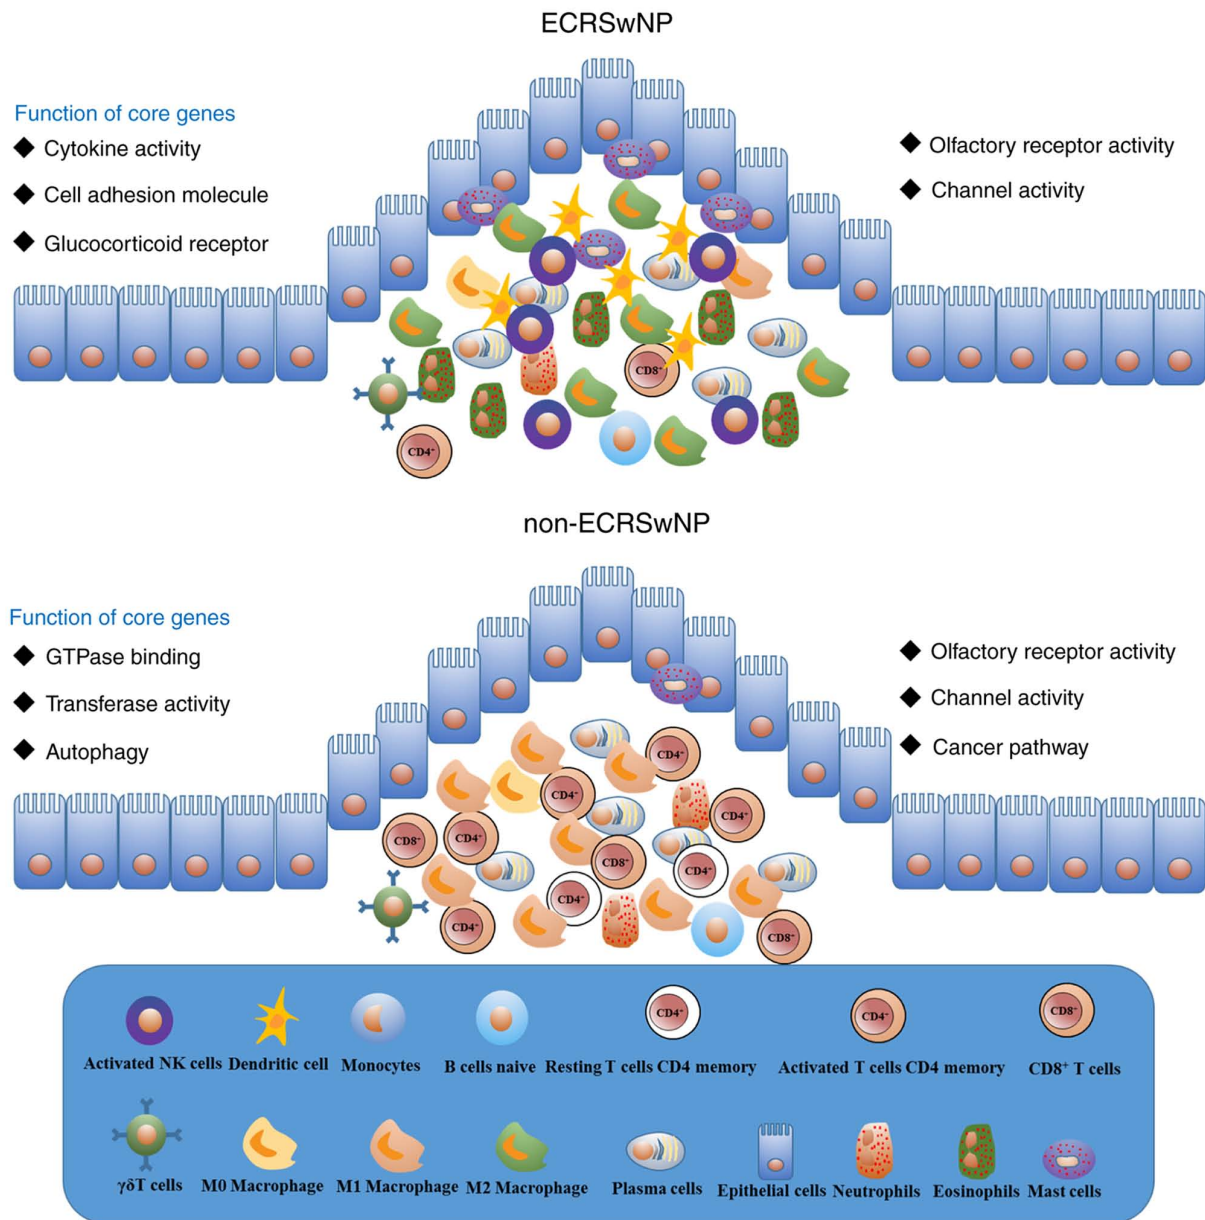 ECRSwNP
Function of core genes
Cytokine activity
Cell adhesion molecule
Glucocorticoid receptor
Olfactory receptor activity
Channel activity
CD8⁺
CD4⁺
non-ECRSwNP
Function of core genes
GTPase binding
Transferase activity
Autophagy
Olfactory receptor activity
Channel activity
Cancer pathway
CD4⁺
CD4⁺
CD4⁺
CD8⁺
CD4⁺
CD8⁺
CD4⁺
CD4⁺
CD4⁺
CD8⁺
CD4⁺
CD4⁺
CD8⁺
Activated NK cells
Dendritic cell
Monocytes
B cells naive
Resting T cells CD4 memory
Activated T cells CD4 memory
CD8⁺ T cells
γδT cells
M0 Macrophage
M1 Macrophage
M2 Macrophage
Plasma cells
Epithelial cells
Neutrophils
Eosinophils
Mast cells